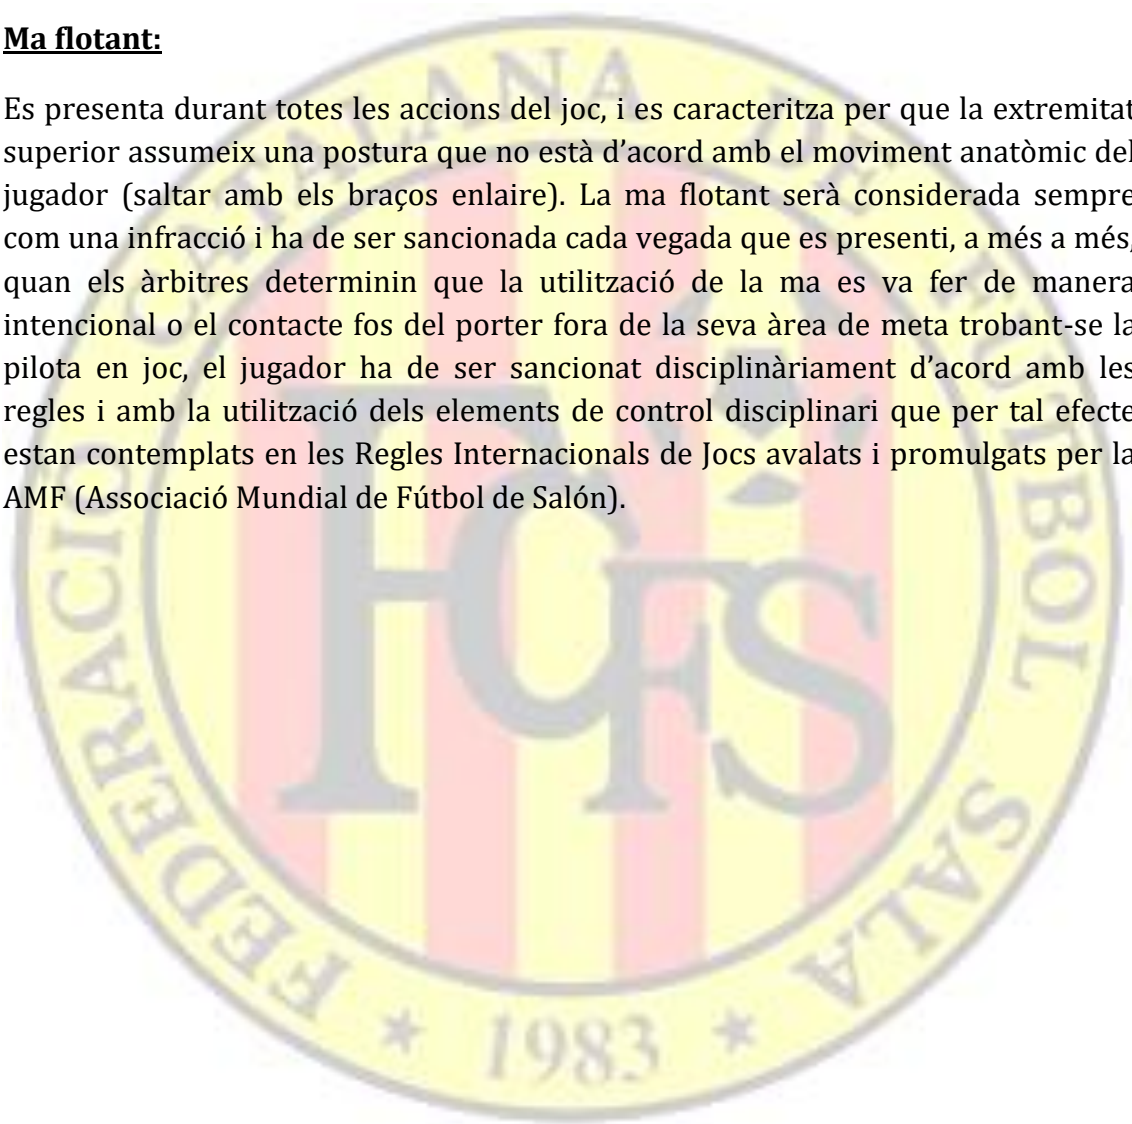 Ma flotant:
Es presenta durant totes les accions del joc, i es caracteritza per que la extremitat
superior assumeix una postura que no està d’acord amb el moviment anatòmic del
jugador (saltar amb els braços enlaire). La ma flotant serà considerada sempre
com una infracció i ha de ser sancionada cada vegada que es presenti, a més a més,
quan els àrbitres determinin que la utilització de la ma es va fer de manera
intencional o el contacte fos del porter fora de la seva àrea de meta trobant-se la
pilota en joc, el jugador ha de ser sancionat disciplinàriament d’acord amb les
regles i amb la utilització dels elements de control disciplinari que per tal efecte
estan contemplats en les Regles Internacionals de Jocs avalats i promulgats per la
AMF (Associació Mundial de Fútbol de Salón).
FEDERACIO CATALANA DE FUTBOL SALA
FCFS
* 1983 *